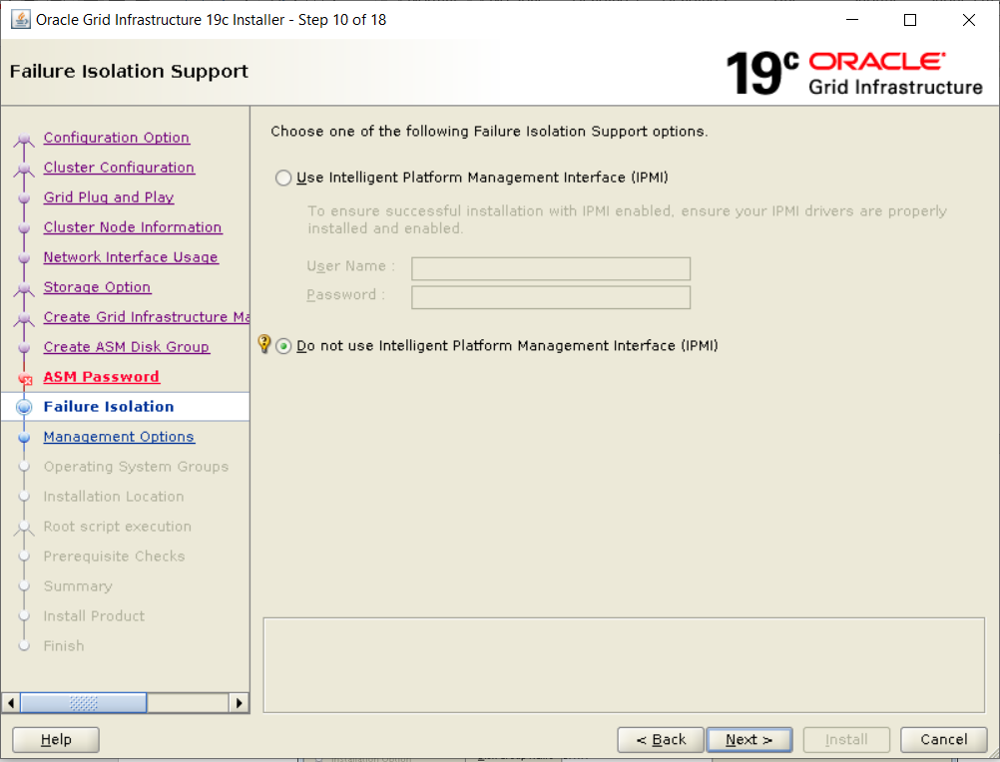 Oracle Grid Infrastructure 19c Installer - Step 10 of 18
Failure Isolation Support
19c ORACLE
Grid Infrastructure
Configuration Option
Cluster Configuration
Grid Plug and Play
Cluster Node Information
Network Interface Usage
Storage Option
Create Grid Infrastructure Ma
Create ASM Disk Group
ASM Password
Failure Isolation
Management Options
Operating System Groups
Installation Location
Root script execution
Prerequisite Checks
Summary
Install Product
Finish
Choose one of the following Failure Isolation Support options.
Use Intelligent Platform Management Interface (IPMI)
To ensure successful installation with IPMI enabled, ensure your IPMI drivers are properly
installed and enabled.
User Name :
Password :
Do not use Intelligent Platform Management Interface (IPMI)
Help
< Back
Next >
Install
Cancel